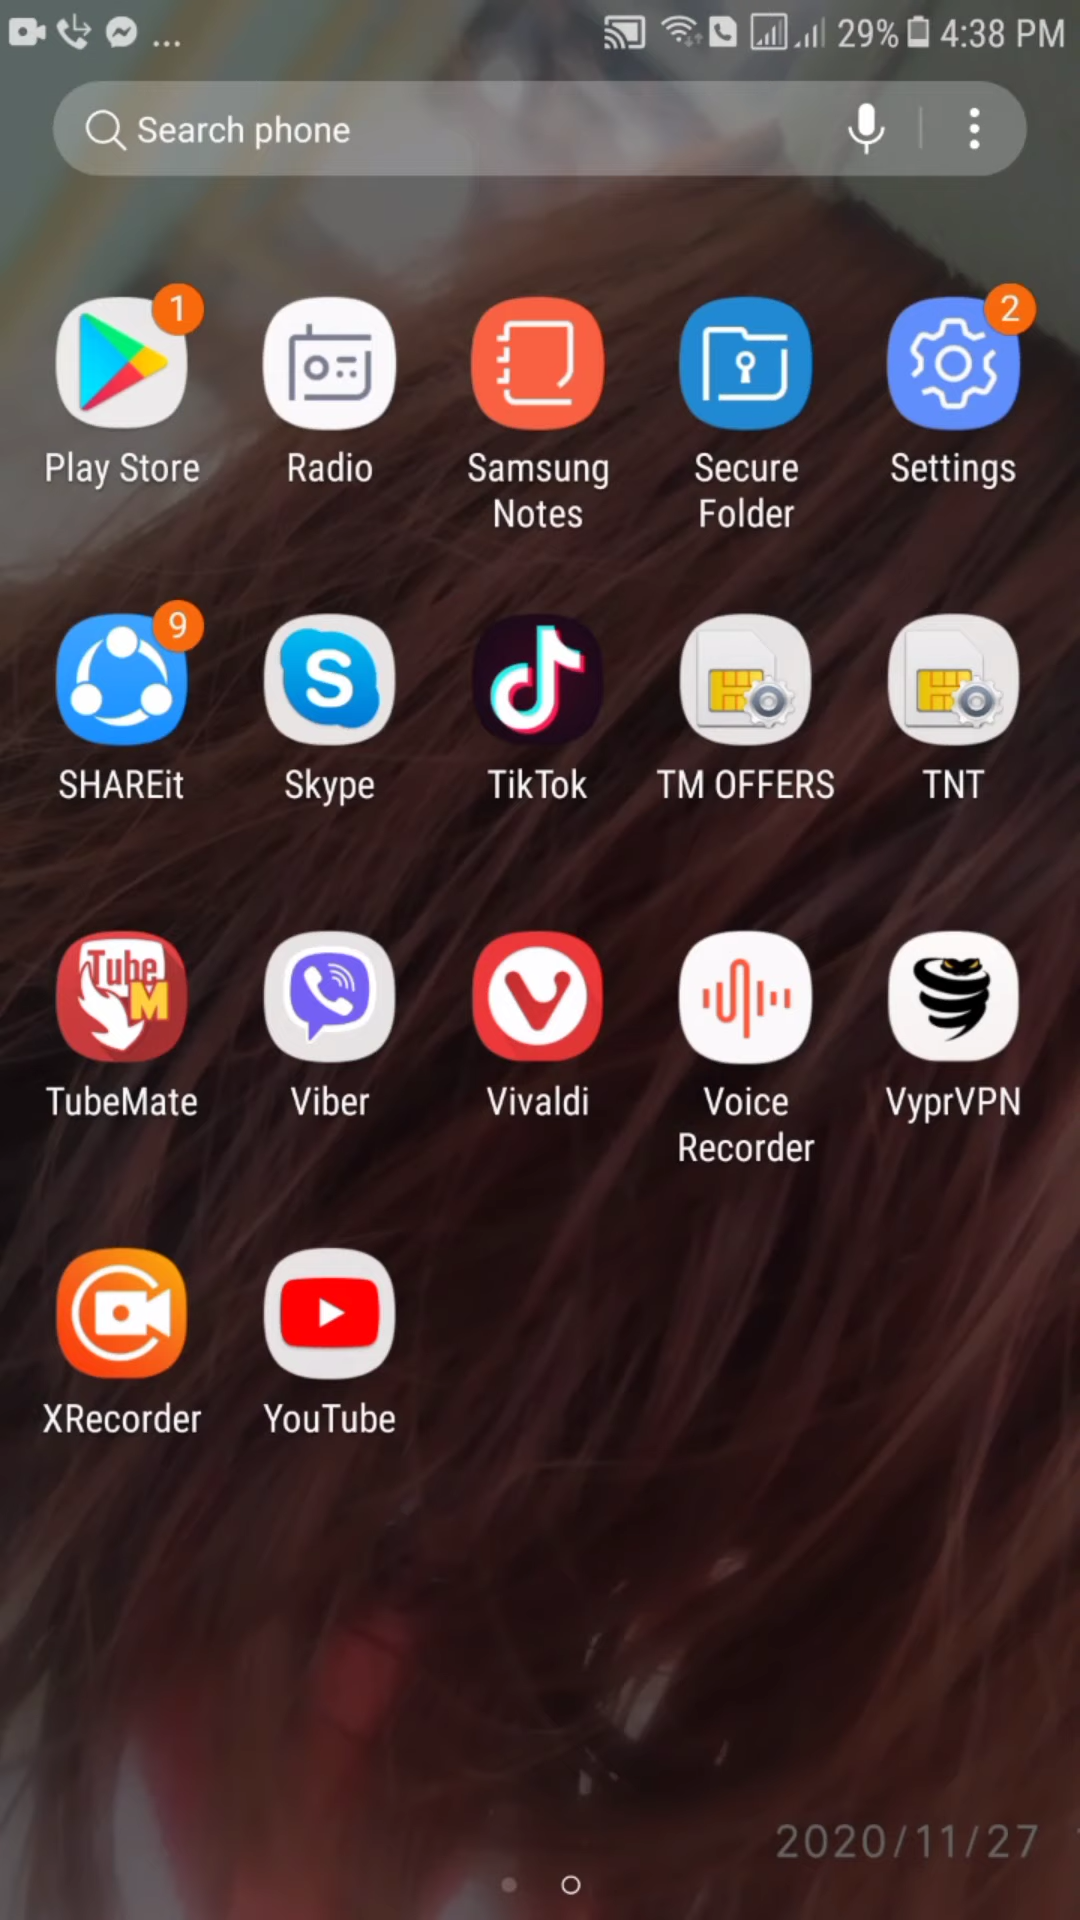 29% 4:38 PM
Search phone
1
2
Play Store Radio Samsung Notes Secure Folder Settings
9
S
SHAREit Skype TikTok TM OFFERS TNT
Tube
M
TubeMate Viber Vivaldi Voice Recorder VyprVPN
XRecorder YouTube
2020/11/27